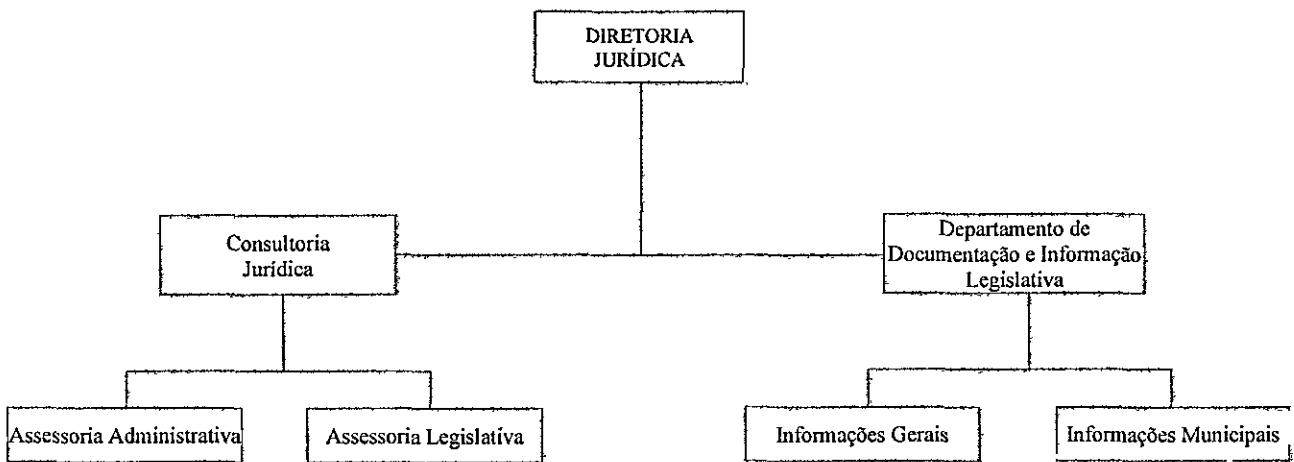 DIRETORIA
JURÍDICA
Consultoria
Jurídica
Departamento de
Documentação e Informação
Legislativa
Assessoria Administrativa
Assessoria Legislativa
Informações Gerais
Informações Municipais